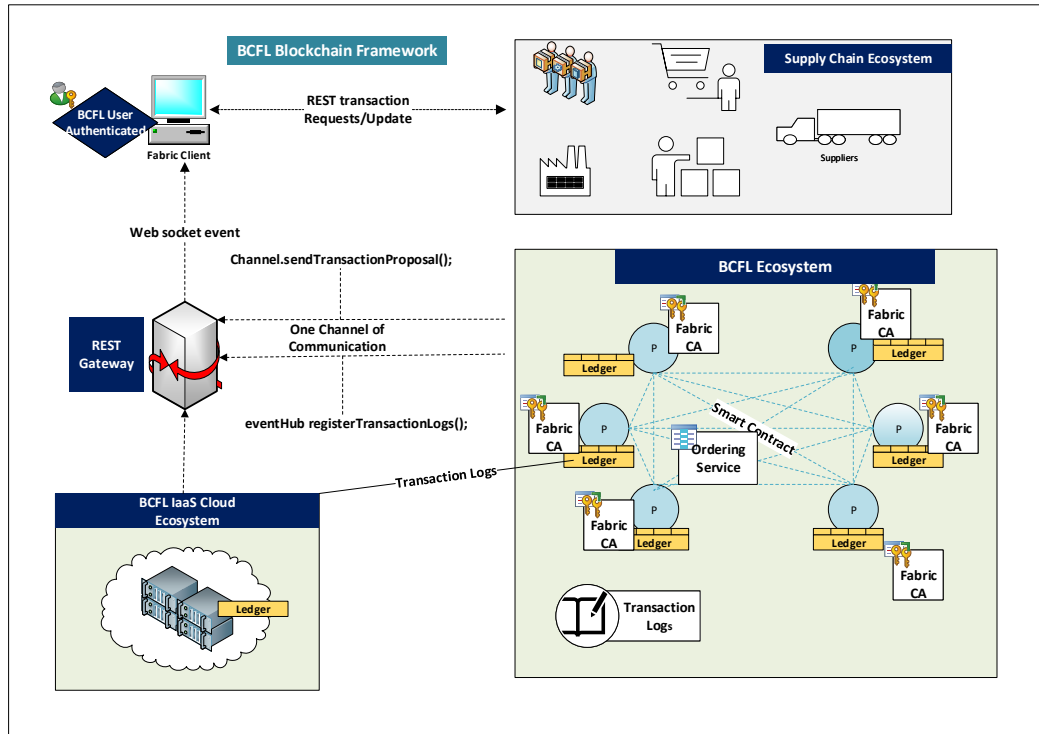 BCFL Blockchain Framework
Supply Chain Ecosystem
BCFL User
Authenticated
Fabric Client
REST transaction
Requests/Update
Suppliers
Web socket event
Channel.sendTransactionProposal();
REST
Gateway
One Channel of
Communication
eventHub registerTransactionLogs();
Transaction Logs
BCFL IaaS Cloud
Ecosystem
Ledger
BCFL Ecosystem
P
Fabric
CA
Ledger
P
Fabric
CA
Ledger
P
Fabric
CA
Ledger
P
Fabric
CA
Ledger
Smart Contract
Ordering
Service
P
Fabric
CA
Ledger
P
Ledger
Fabric
CA
Transaction
Logs